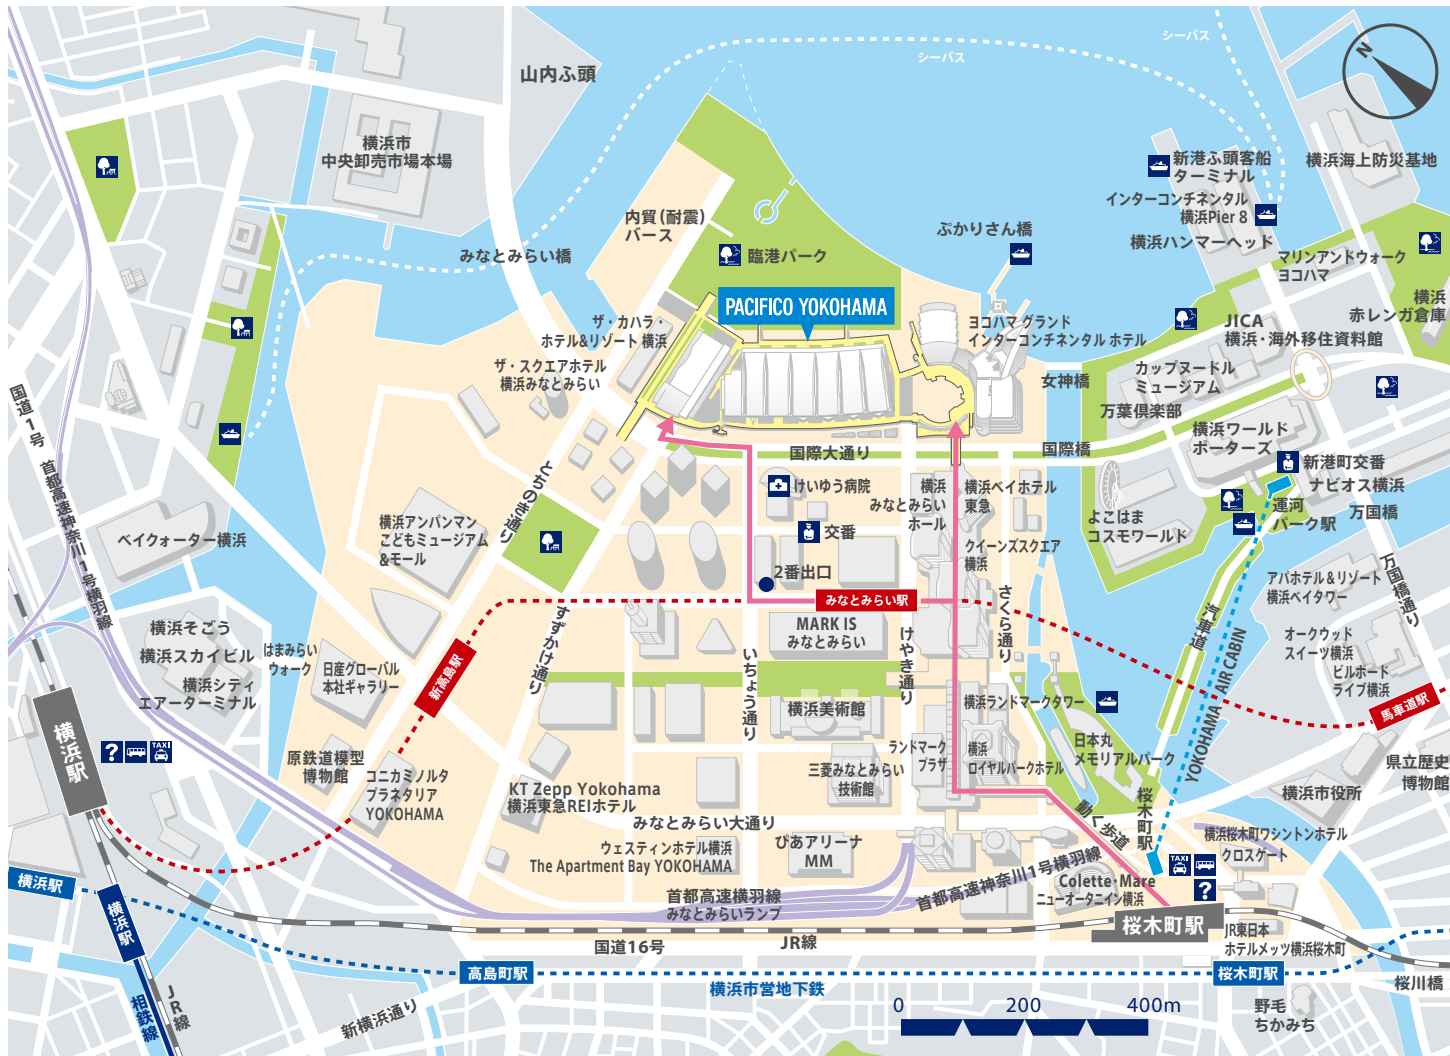 シーバス
シーバス
N
山内ふ頭
横浜市
中央卸売市場本場
新港ふ頭客船
ターミナル
横浜海上防災基地
インターコンチネンタル
横浜Pier 8
横浜ハンマーヘッド
マリンアンドウォーク
ヨコハマ
内貿(耐震)
バース
ぷかりさん橋
みなとみらい橋
臨港パーク
横浜
赤レンガ倉庫
PACIFICO YOKOHAMA
ザ・カハラ・
ホテル&リゾート 横浜
ヨコハマ グランド
インターコンチネンタル ホテル
JICA
横浜・海外移住資料館
ザ・スクエアホテル
横浜みなとみらい
女神橋
カップヌードル
ミュージアム
万葉倶楽部
横浜ワールド
ポーターズ
国道1号
首都高速神奈川1号横羽線
国際大通り
国際橋
新港町交番
ナビオス横浜
とちのき通り
けいゆう病院
横浜
みなとみらい
ホール
横浜ベイホテル
東急
運河
パーク駅
万国橋
よこはま
コスモワールド
横浜アンパンマン
こどもミュージアム
&モール
交番
クイーンズスクエア
横浜
ベイクォーター横浜
2番出口
アパホテル&リゾート
横浜ベイタワー
万国橋通り
みなとみらい駅
さくら通り
汽車道
すずかけ通り
MARK IS
みなとみらい
けやき通り
横浜そごう
横浜スカイビル
横浜シティ
エアーターミナル
はまみらい
ウォーク
日産グローバル
本社ギャラリー
新高島駅
いちょう通り
オークウッド
スイーツ横浜
ビルボード
ライブ横浜
YOKOHAMA AIR CABIN
馬車道駅
横浜美術館
横浜ランドマークタワー
横浜駅
?
TAXI
原鉄道模型
博物館
コニカミノルタ
プラネタリア
YOKOHAMA
ランドマーク
プラザ
横浜
ロイヤルパークホテル
日本丸
メモリアルパーク
三菱みなとみらい
技術館
県立歴史
博物館
横浜市役所
KT Zepp Yokohama
横浜東急REIホテル
みなとみらい大通り
動く歩道
桜木町駅
横浜桜木町ワシントンホテル
クロスゲート
ウェスティンホテル横浜
The Apartment Bay YOKOHAMA
ぴあアリーナ
MM
TAXI
?
横浜駅
横浜駅
首都高速横羽線
みなとみらいランプ
首都高速神奈川1号横羽線
Colette・Mare
ニューオータニイン横浜
桜木町駅
JR東日本
ホテルメッツ横浜桜木町
国道16号
JR線
高島町駅
桜木町駅
桜川橋
横浜市営地下鉄
相鉄線
JR線
新横浜通り
野毛
ちかみち
0
200
400m